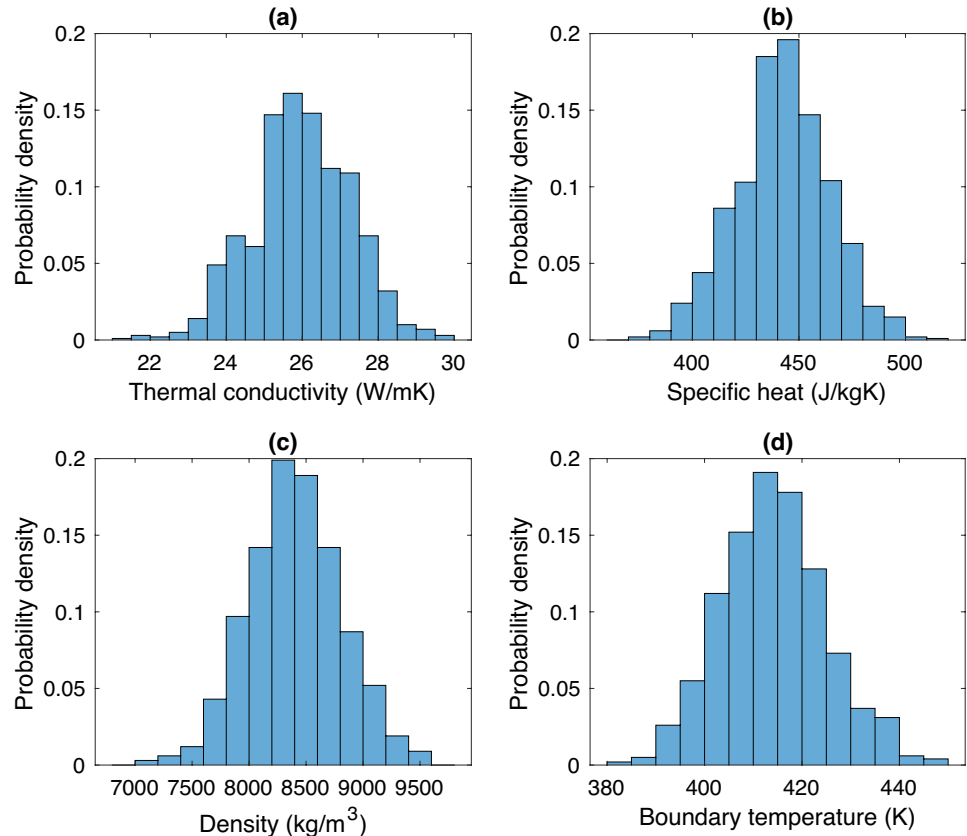 (a)
0.2
0.15
0.1
0.05
0
Probability density
22 24 26 28 30
Thermal conductivity (W/mK)
(b)
0.2
0.15
0.1
0.05
0
Probability density
400 450 500
Specific heat (J/kgK)
(c)
0.2
0.15
0.1
0.05
0
Probability density
7000 7500 8000 8500 9000 9500
Density (kg/m³)
(d)
0.2
0.15
0.1
0.05
0
Probability density
380 400 420 440
Boundary temperature (K)